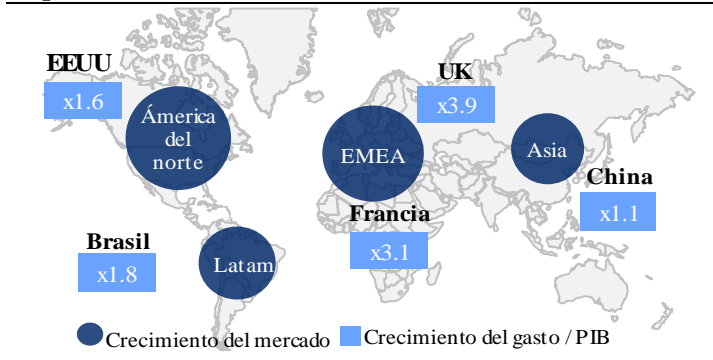 EEUU
x1.6
Ámerica
del
norte
UK
x3.9
EMEA
Asia
China
x1.1
Francia
x3.1
Brasil
x1.8
Latam
Crecimiento del mercado
Crecimiento del gasto / PIB